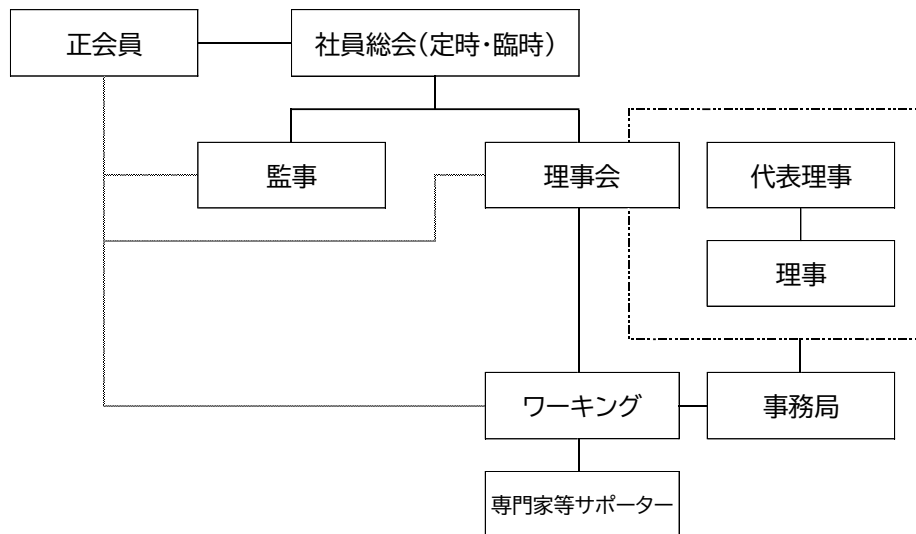 正会員
社員総会(定時・臨時)
監事
理事会
代表理事
理事
ワーキング
事務局
専門家等サポーター